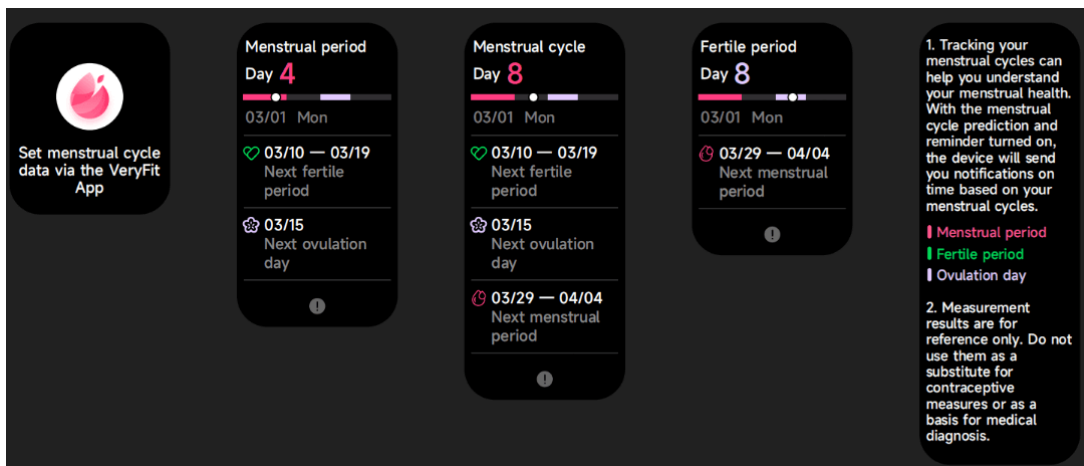 Set menstrual cycle
data via the VeryFit
App
Menstrual period
Day 4
03/01 Mon
03/10 — 03/19
Next fertile
period
03/15
Next ovulation
day
Menstrual cycle
Day 8
03/10 — 03/19
Next fertile
period
03/15
Next ovulation
day
03/29 — 04/04
Next menstrual
period
Fertile period
Day 8
03/01 Mon
03/29 — 04/04
Next menstrual
period
1. Tracking your
menstrual cycles can
help you understand
your menstrual health.
With the menstrual
cycle prediction and
reminder turned on,
the device will send
you notifications on
time based on your
menstrual cycles.
Menstrual period
Fertile period
Ovulation day
2. Measurement
results are for
reference only. Do not
use them as a
substitute for
contraceptive
measures or as a
basis for medical
diagnosis.